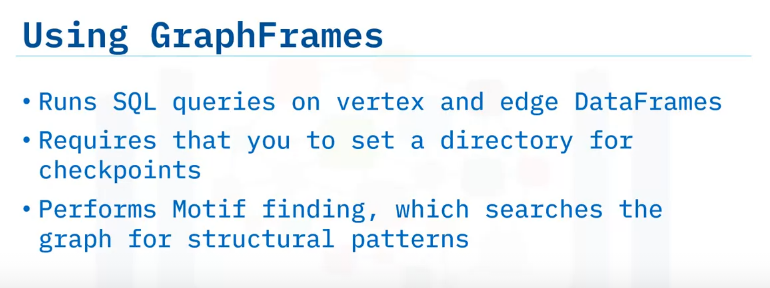 Using GraphFrames
• Runs SQL queries on vertex and edge DataFrames
• Requires that you to set a directory for
checkpoints
• Performs Motif finding, which searches the
graph for structural patterns